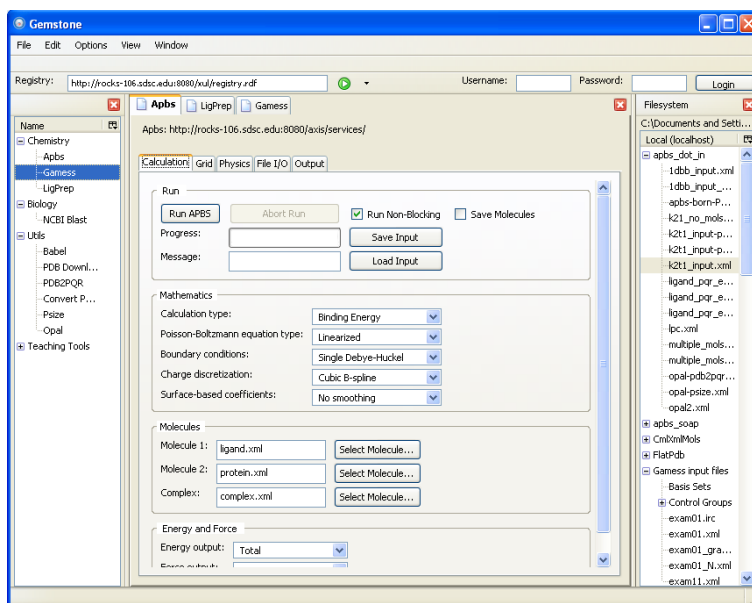 Gemstone
File Edit Options View Window
Registry: http://rocks-106.sdsc.edu:8080/xul/registry.rdf Username: Password: Login
Name
Chemistry
Apbs
Gamess
LigPrep
Biology
NCBI Blast
Utils
Babel
PDB Downl...
PDB2PQR
Convert P...
Psize
Opal
Teaching Tools
Apbs LigPrep Gamess
Apbs: http://rocks-106.sdsc.edu:8080/axis/services/
Calculation Grid Physics File I/O Output
Run
Run APBS Abort Run Run Non-Blocking Save Molecules
Progress: Save Input
Message: Load Input
Mathematics
Calculation type: Binding Energy
Poisson-Boltzmann equation type: Linearized
Boundary conditions: Single Debye-Huckel
Charge discretization: Cubic B-spline
Surface-based coefficients: No smoothing
Molecules
Molecule 1: ligand.xml Select Molecule...
Molecule 2: protein.xml Select Molecule...
Complex: complex.xml Select Molecule...
Energy and Force
Energy output: Total
Force output:
Filesystem
C:\Documents and Setti...
Local (localhost)
apbs_dot_in
1dbb_input.xml
1dbb_input_...
apbs-born-P...
k21_no_mols...
k2t1_input-p...
k2t1_input-p...
k2t1_input.xml
ligand_pqr_e...
ligand_pqr_e...
ligand_pqr_e...
lpc.xml
multiple_mols...
multiple_mols...
opal-pdb2pqr...
opal-psize.xml
opal2.xml
apbs_soap
CmlXmlMols
FlatPdb
Gamess input files
Basis Sets
Control Groups
exam01.irc
exam01.xml
exam01_gra...
exam01_N.xml
exam11.xml